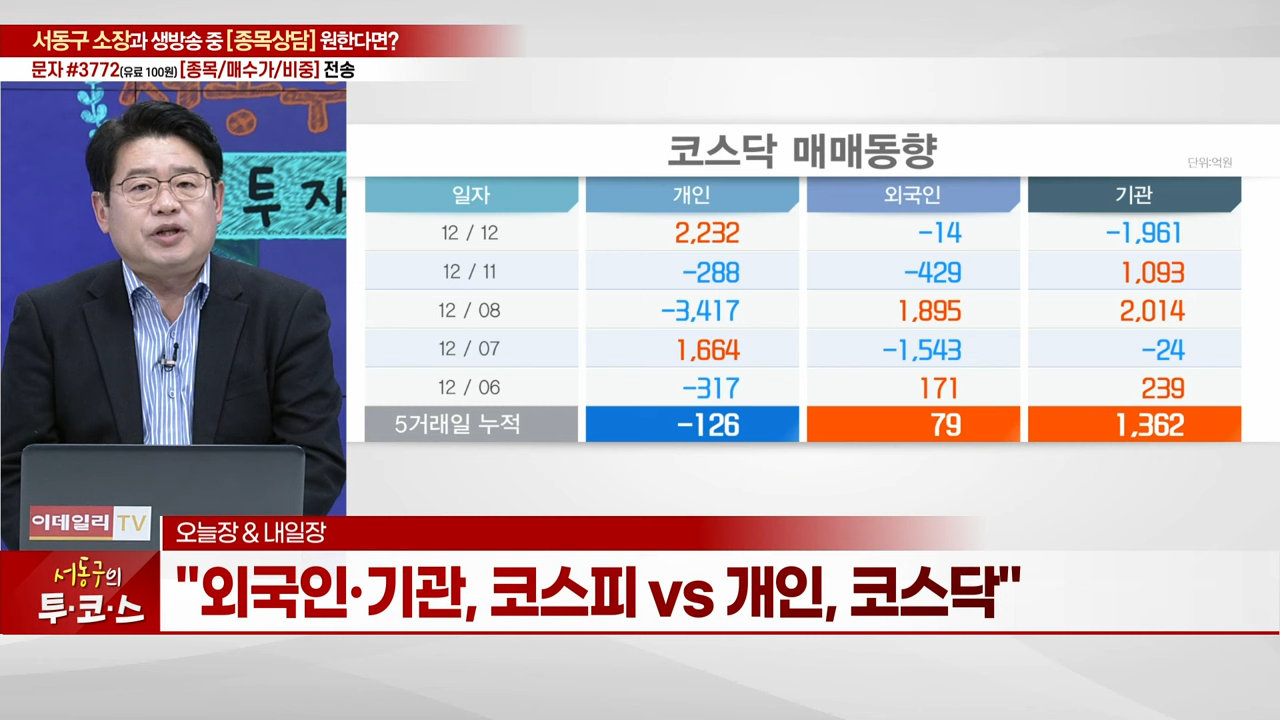 서동구 소장과 생방송 중 [종목상담] 원한다면?
문자 #3772(유료 100원) [종목/매수가/비중] 전송
투자
코스닥 매매동향
단위:억원
일자 개인 외국인 기관
12 / 12 2,232 -14 -1,961
12 / 11 -288 -429 1,093
12 / 08 -3,417 1,895 2,014
12 / 07 1,664 -1,543 -24
12 / 06 -317 171 239
5거래일 누적 -126 79 1,362
이데일리 TV
오늘장 & 내일장
서동구의
투·코·스
"외국인·기관, 코스피 vs 개인, 코스닥"